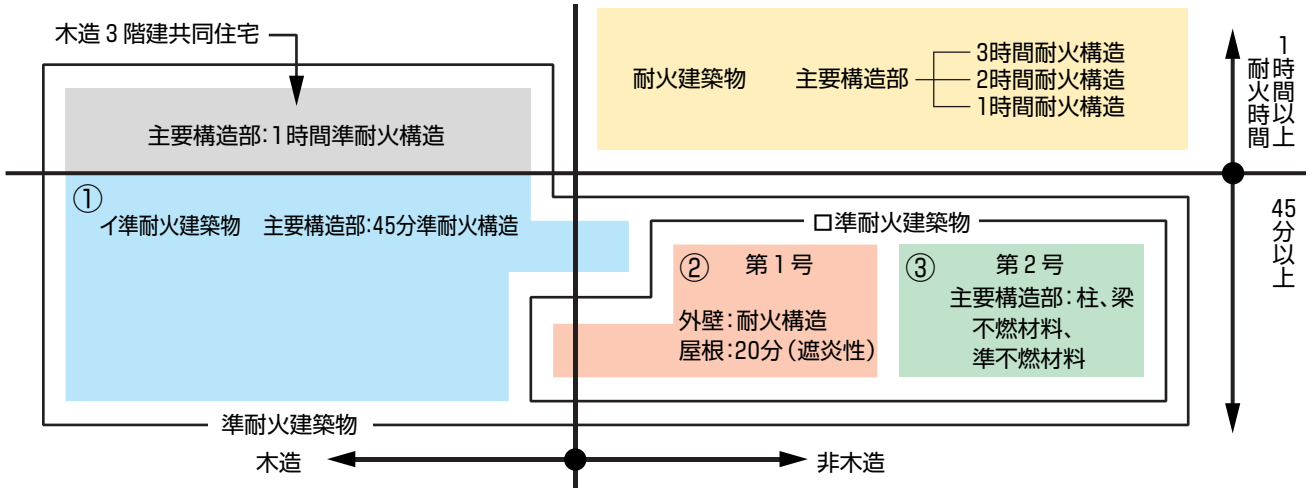 木造3階建共同住宅
主要構造部:1時間準耐火構造
耐火建築物 主要構造部
3時間耐火構造
2時間耐火構造
1時間耐火構造
1時間以上
耐火時間
①
イ準耐火建築物 主要構造部:45分準耐火構造
ロ準耐火建築物
② 第1号
外壁:耐火構造
屋根:20分(遮炎性)
③ 第2号
主要構造部:柱、梁
不燃材料、
準不燃材料
45分以上
準耐火建築物
木造
非木造